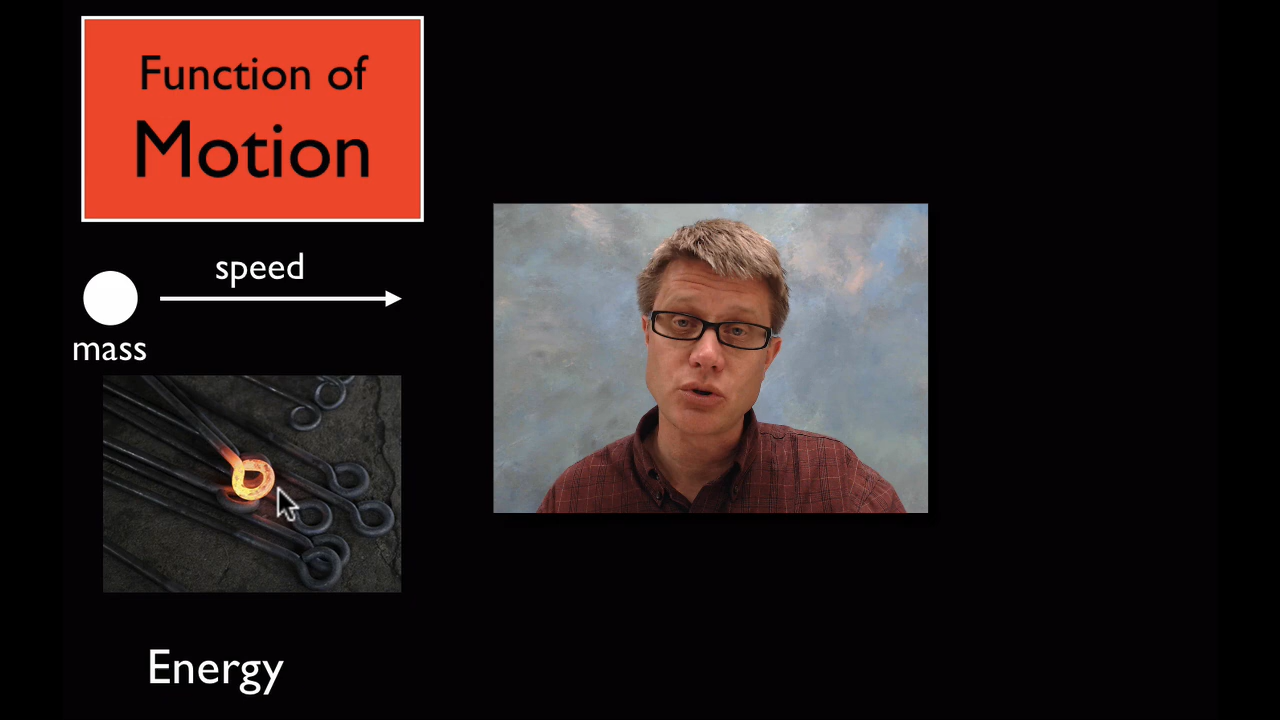 Function of
Motion
speed
mass
Energy